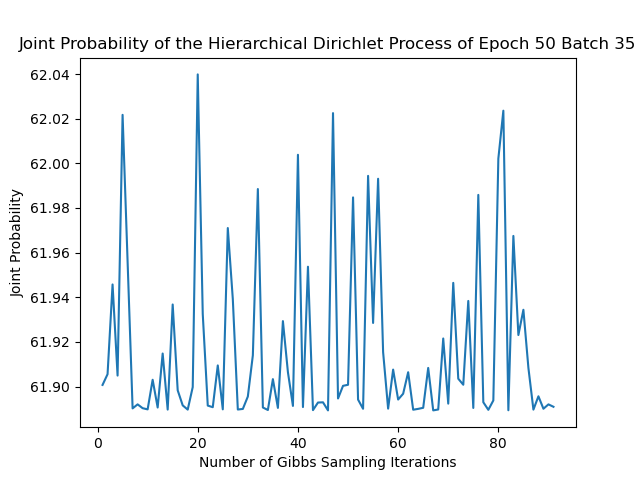 Joint Probability of the Hierarchical Dirichlet Process of Epoch 50 Batch 35
62.04
62.02
62.00
61.98
61.96
61.94
61.92
61.90
Joint Probability
0 20 40 60 80
Number of Gibbs Sampling Iterations